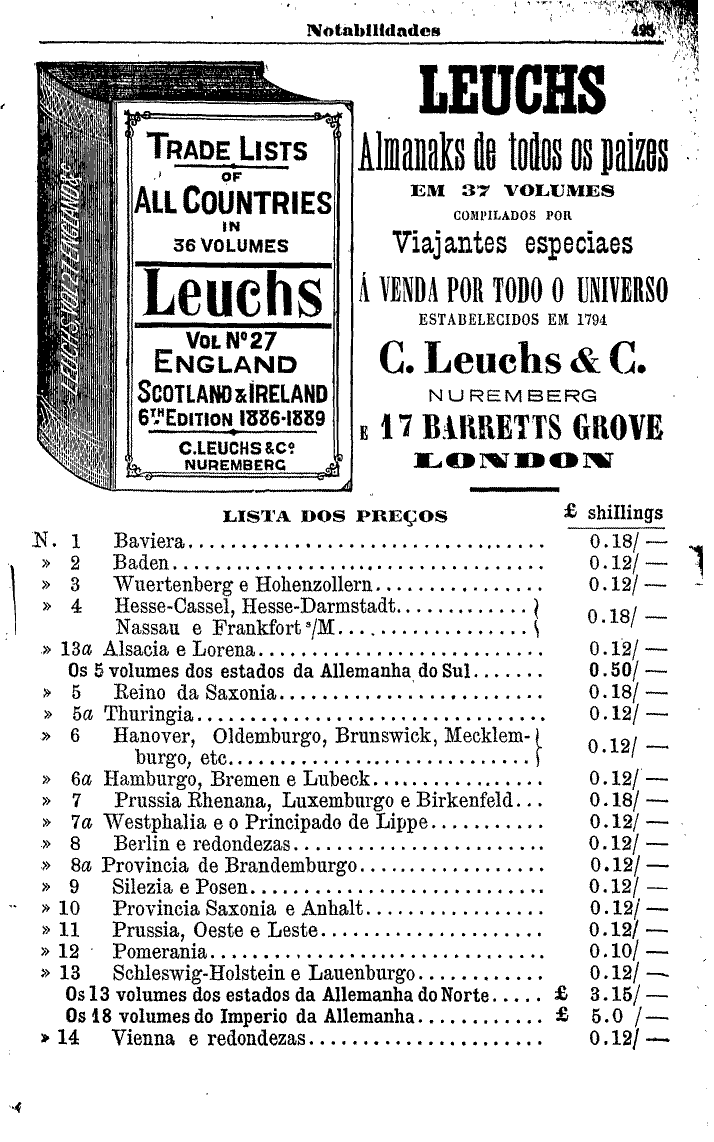 Notabilidades 495
LEUCHS VOL 27 ENGLAND &
TRADE LISTS
OF
ALL COUNTRIES
IN
36 VOLUMES
Leuchs
VOL Nº 27
ENGLAND
SCOTLAND & IRELAND
6TH EDITION 1886-1889
C. LEUCHS & Cº
NUREMBERG
LEUCHS
Almanaks de todos os paizes
EM 37 VOLUMES
COMPILADOS POR
Viajantes especiaes
Á VENDA POR TODO O UNIVERSO
ESTABELECIDOS EM 1794
C. Leuchs & C.
NUREMBERG
E 17 BARRETTS GROVE
LONDON
LISTA DOS PREÇOS £ shillings
N. 1 Baviera.................................. 0.18/—
» 2 Baden.................................... 0.12/—
» 3 Wuertenberg e Hohenzollern................ 0.12/—
» 4 Hesse-Cassel, Hesse-Darmstadt............ } 0.18/—
Nassau e Frankfort ª/M..................
» 13a Alsacia e Lorena........................... 0.12/—
Os 5 volumes dos estados da Allemanha do Sul....... 0.50/—
» 5 Reino da Saxonia......................... 0.18/—
» 5a Thuringia................................. 0.12/—
» 6 Hanover, Oldemburgo, Brunswick, Mecklem- } 0.12/—
burgo, etc.............................
» 6a Hamburgo, Bremen e Lubeck................. 0.12/—
» 7 Prussia Rhenana, Luxemburgo e Birkenfeld... 0.18/—
» 7a Westphalia e o Principado de Lippe........... 0.12/—
» 8 Berlin e redondezas........................ 0.12/—
» 8a Provincia de Brandemburgo.................. 0.12/—
» 9 Silezia e Posen............................ 0.12/—
» 10 Provincia Saxonia e Anhalt................. 0.12/—
» 11 Prussia, Oeste e Leste..................... 0.12/—
» 12 Pomerania................................ 0.10/—
» 13 Schleswig-Holstein e Lauenburgo............ 0.12/—
Os 13 volumes dos estados da Allemanha do Norte..... £ 3.15/—
Os 18 volumes do Imperio da Allemanha............ £ 5.0 /—
» 14 Vienna e redondezas...................... 0.12/—